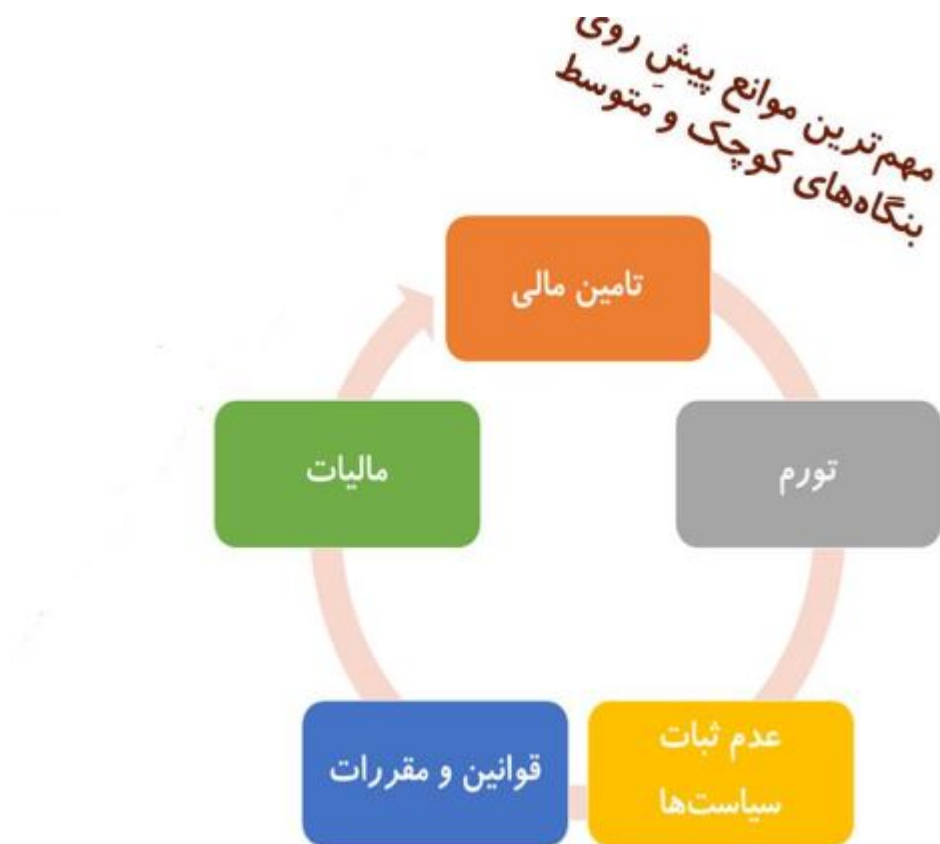 مهم‌ترین موانع پیشِ روی
بنگاه‌های کوچک و متوسط
تامین مالی
تورم
عدم ثبات
سیاست‌ها
قوانین و مقررات
مالیات